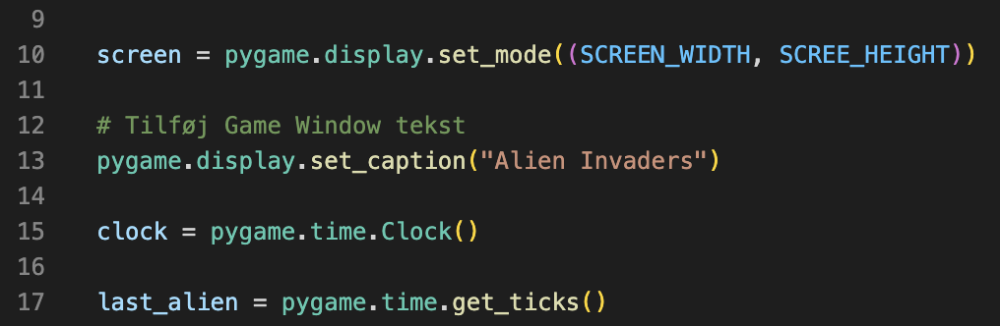 9
10 screen = pygame.display.set_mode((SCREEN_WIDTH, SCREE_HEIGHT))
11
12 # Tilføj Game Window tekst
13 pygame.display.set_caption("Alien Invaders")
14
15 clock = pygame.time.Clock()
16
17 last_alien = pygame.time.get_ticks()